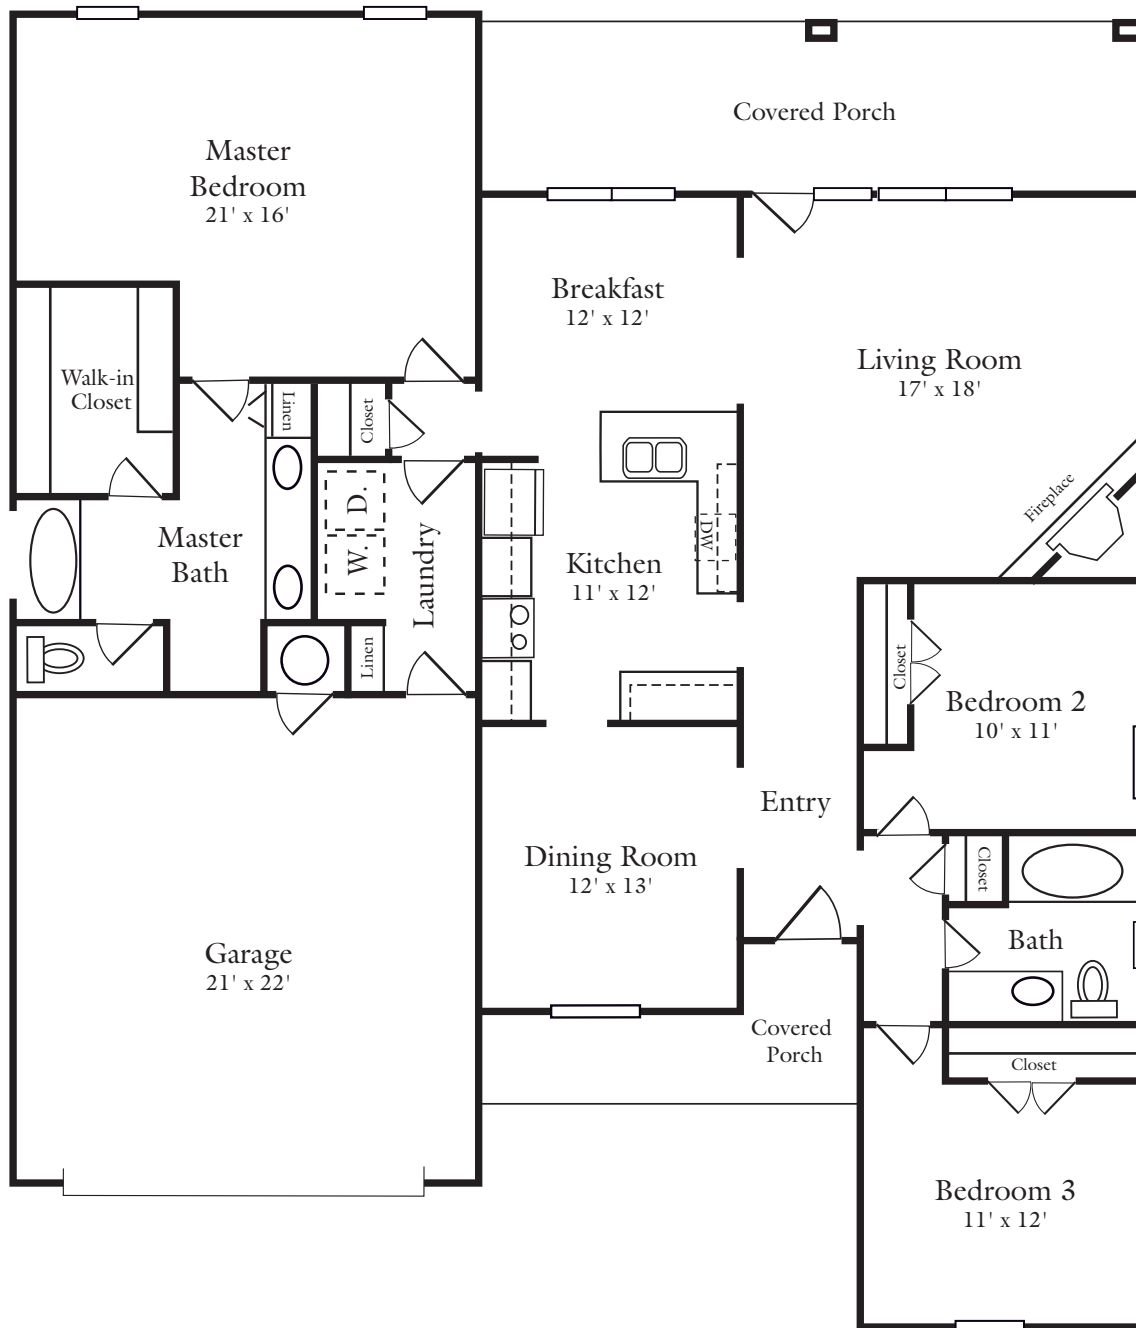 Covered Porch
Master
Bedroom
21' x 16'
Breakfast
12' x 12'
Living Room
17' x 18'
Walk-in
Closet
Linen
Closet
D.
W.
Laundry
Master
Bath
Linen
Kitchen
11' x 12'
DW
Fireplace
Closet
Bedroom 2
10' x 11'
Entry
Dining Room
12' x 13'
Closet
Bath
Garage
21' x 22'
Covered
Porch
Closet
Bedroom 3
11' x 12'